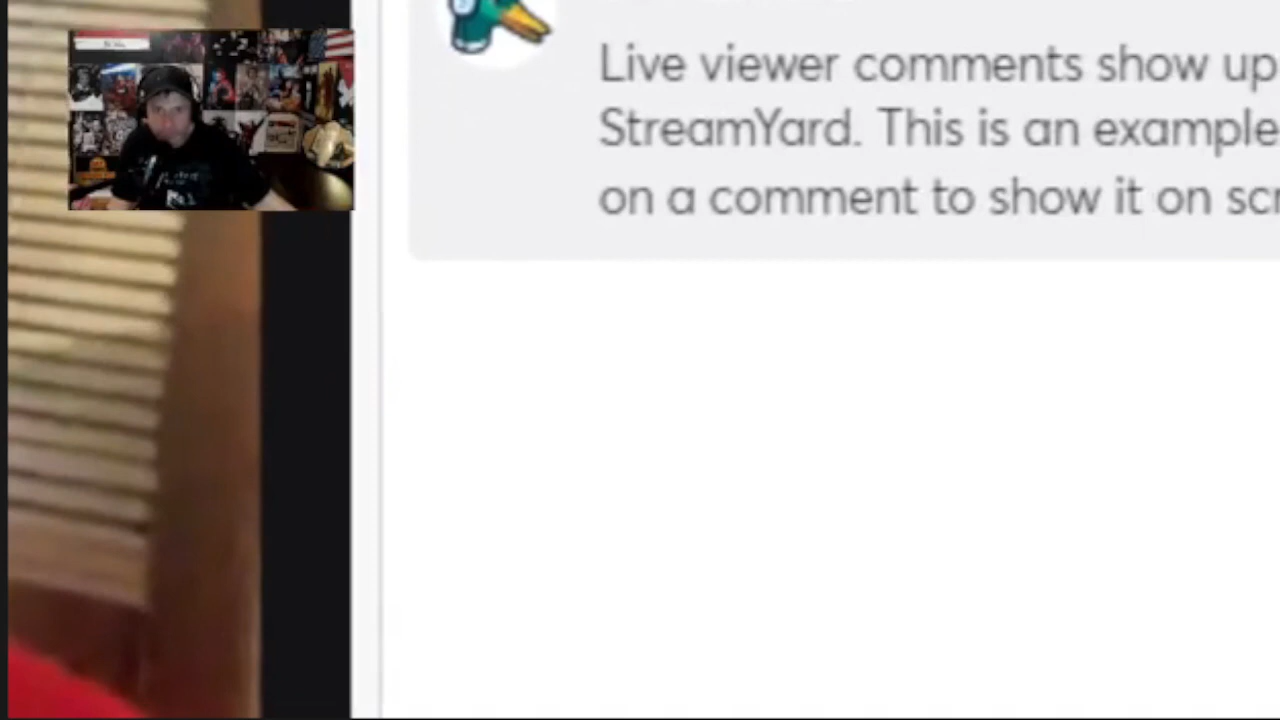 Live viewer comments show up
StreamYard. This is an example
on a comment to show it on scr